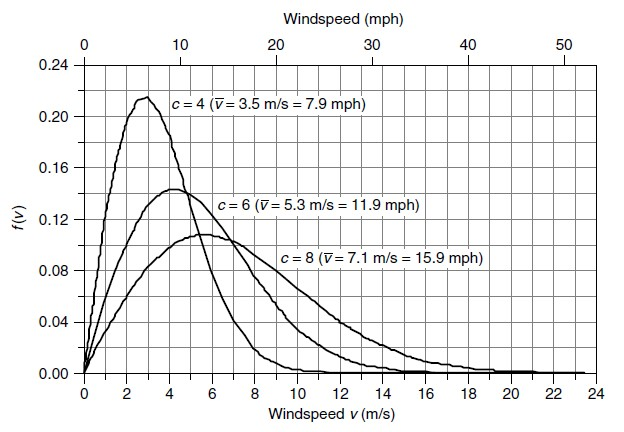 Windspeed (mph)
0 10 20 30 40 50
0.24
0.20
0.16
0.12
0.08
0.04
0.00
f(v)
c = 4 (v̅ = 3.5 m/s = 7.9 mph)
c = 6 (v̅ = 5.3 m/s = 11.9 mph)
c = 8 (v̅ = 7.1 m/s = 15.9 mph)
0 2 4 6 8 10 12 14 16 18 20 22 24
Windspeed v (m/s)